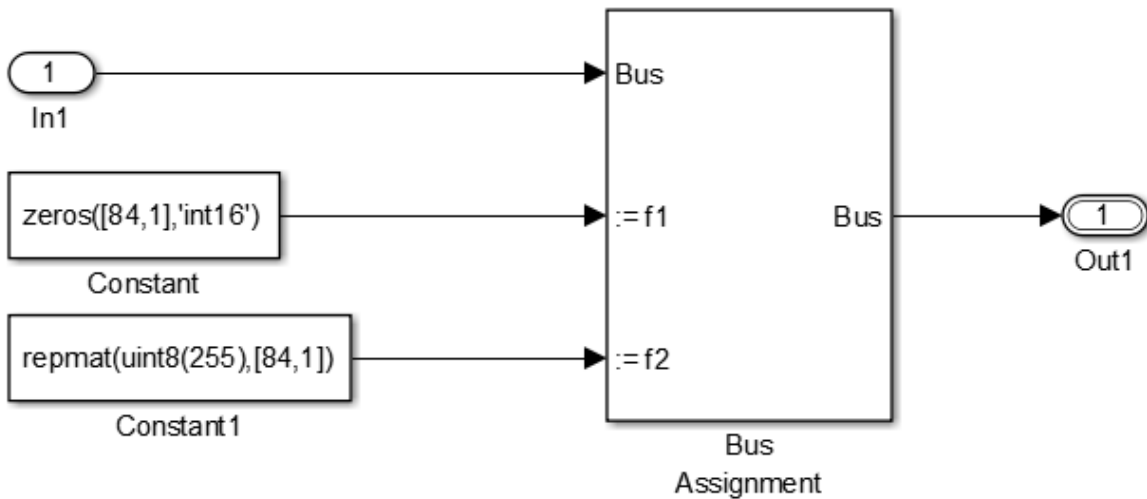 1
In1
Bus
zeros([84,1],'int16')
Constant
:= f1
Bus
1
Out1
repmat(uint8(255),[84,1])
Constant1
:= f2
Bus
Assignment